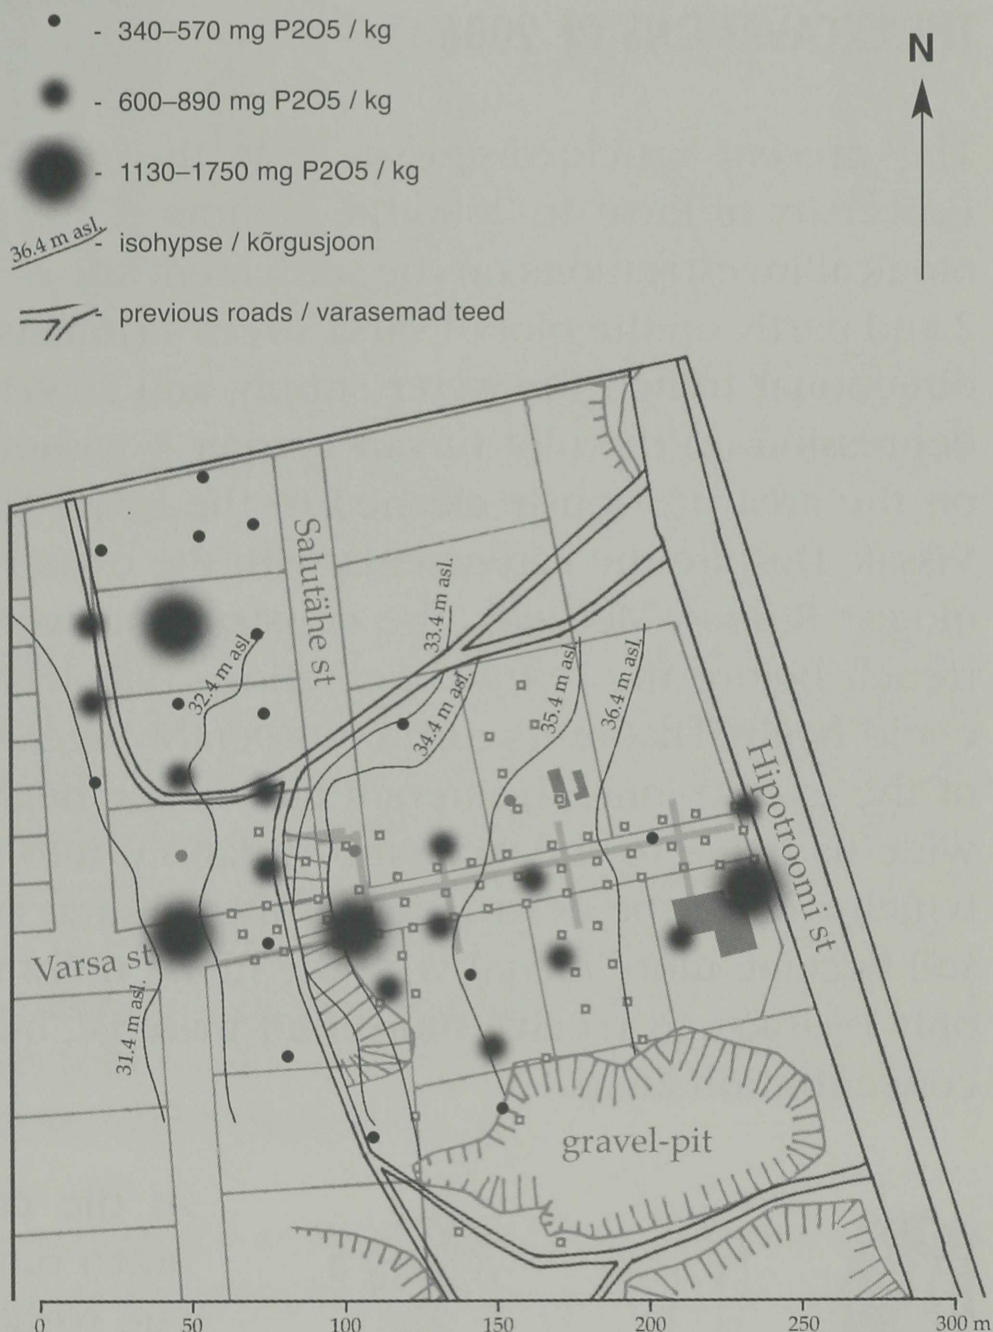 - 340–570 mg P2O5 / kg
N
- 600–890 mg P2O5 / kg
- 1130–1750 mg P2O5 / kg
36.4 m asl.
- isohypse / kõrgusjoon
- previous roads / varasemad teed
Salutähe st
33.4 m asl.
32.4 m asl.
34.4 m asl.
35.4 m asl.
36.4 m asl.
Hipotroomi st
Varsa st
31.4 m asl.
gravel-pit
0 50 100 150 200 250 300 m